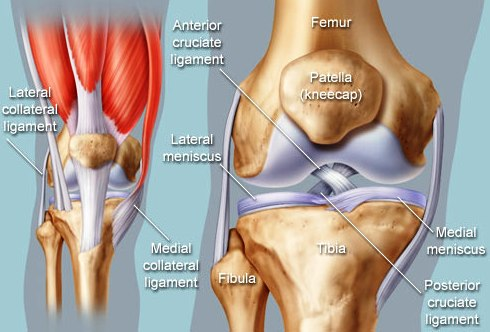 Lateral
collateral
ligament
Medial
collateral
ligament
Anterior
cruciate
ligament
Femur
Patella
(kneecap)
Lateral
meniscus
Medial
meniscus
Tibia
Fibula
Posterior
cruciate
ligament